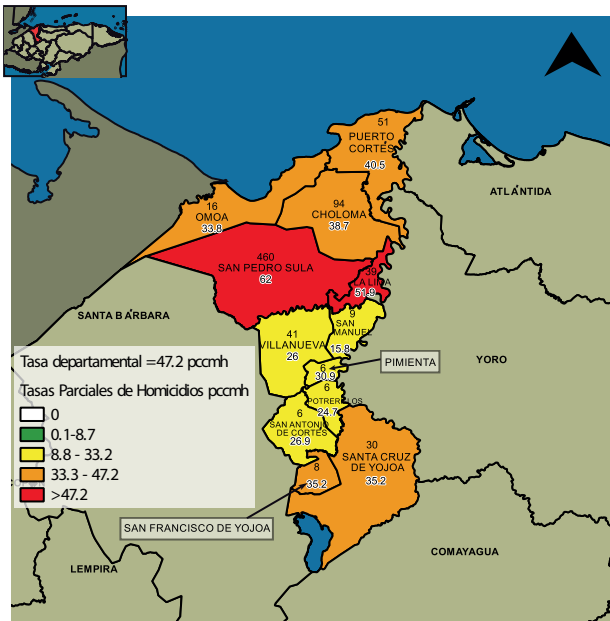 51
PUERTO
CORTÉS
40.5
ATLÁNTIDA
16
OMOA
33.8
94
CHOLOMA
38.7
460
SAN PEDRO SULA
62
39
LA LIMA
51.9
SANTA BÁRBARA
9
SAN
MANUEL
15.8
41
VILLANUEVA
26
PIMIENTA
YORO
6
30.9
6
POTRERILLOS
24.7
6
SAN ANTONIO
DE CORTÉS
26.9
30
SANTA CRUZ
DE YOJOA
35.2
8
35.2
SAN FRANCISCO DE YOJOA
COMAYAGUA
LEMPIRA
Tasa departamental =47.2 pccmh
Tasas Parciales de Homicidios pccmh
0
0.1-8.7
8.8 - 33.2
33.3 - 47.2
>47.2